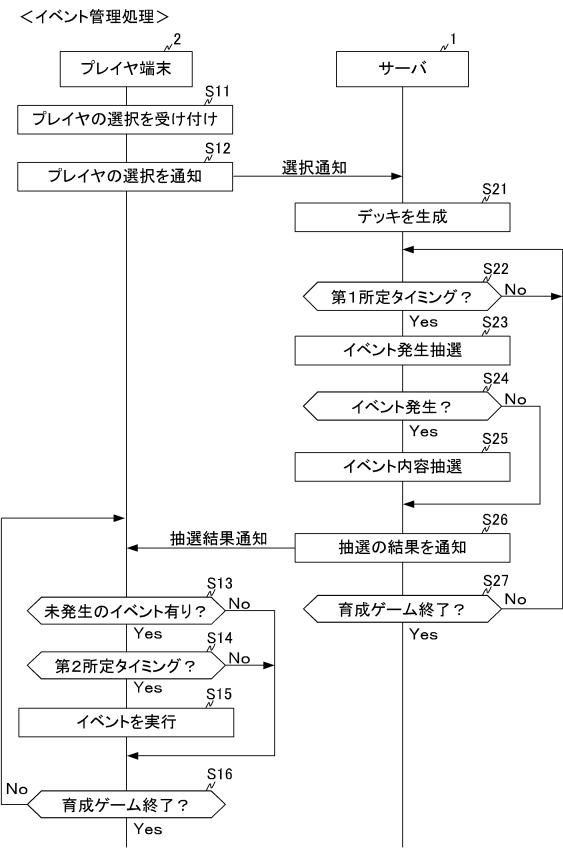 ＜イベント管理処理＞
2
プレイヤ端末
1
サーバ
S11
プレイヤの選択を受け付け
S12
プレイヤの選択を通知
選択通知
S21
デッキを生成
S22
第１所定タイミング？
No
Yes
S23
イベント発生抽選
S24
イベント発生？
No
Yes
S25
イベント内容抽選
S26
抽選の結果を通知
抽選結果通知
S27
育成ゲーム終了？
No
Yes
S13
未発生のイベント有り？
No
Yes
S14
第２所定タイミング？
No
Yes
S15
イベントを実行
S16
育成ゲーム終了？
No
Yes